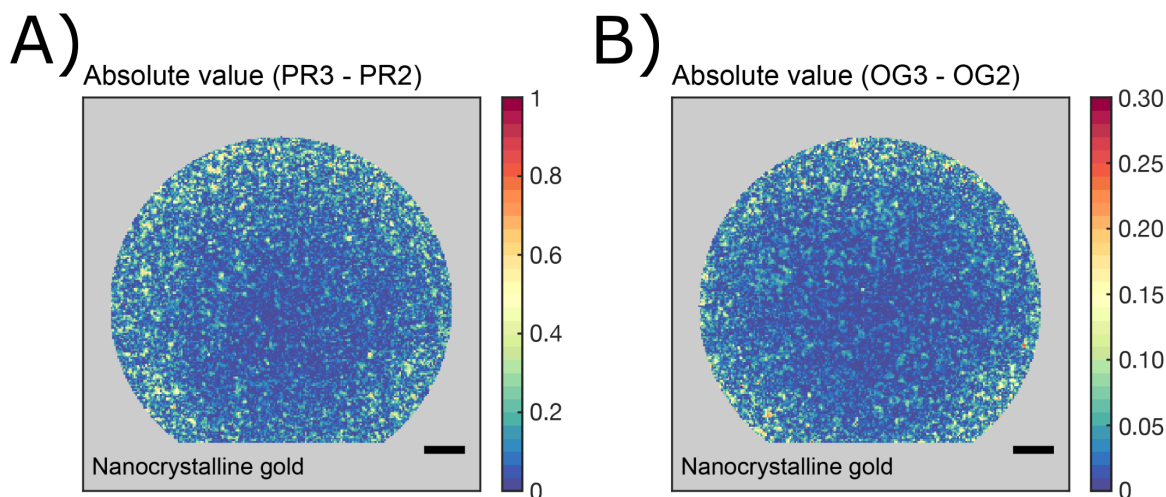 A)
Absolute value (PR3 - PR2)
1
0.8
0.6
0.4
0.2
0
Nanocrystalline gold
B)
Absolute value (OG3 - OG2)
0.30
0.25
0.20
0.15
0.10
0.05
0
Nanocrystalline gold